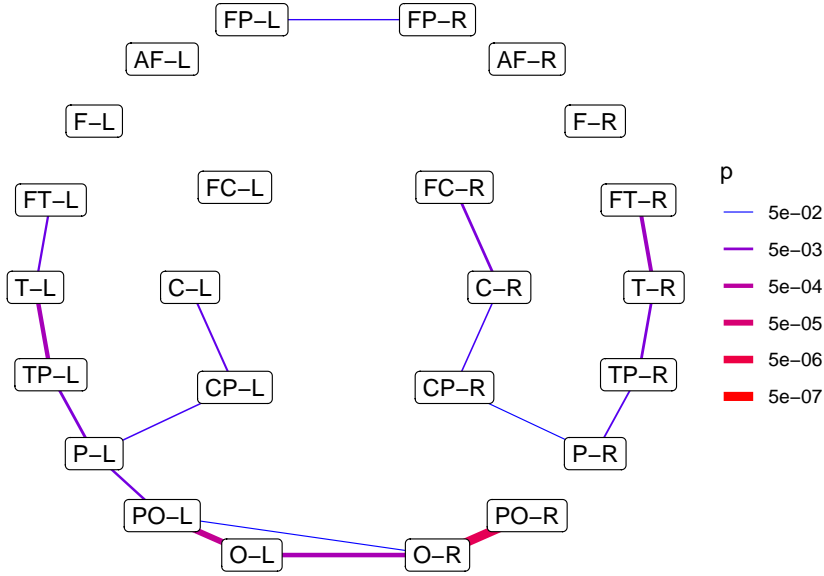 FP−L FP−R
AF−L AF−R
F−L F−R
FC−L FC−R
FT−L FT−R
p
5e−02
5e−03
5e−04
5e−05
5e−06
5e−07
T−L C−L C−R T−R
TP−L CP−L CP−R TP−R
P−L P−R
PO−L PO−R
O−L O−R